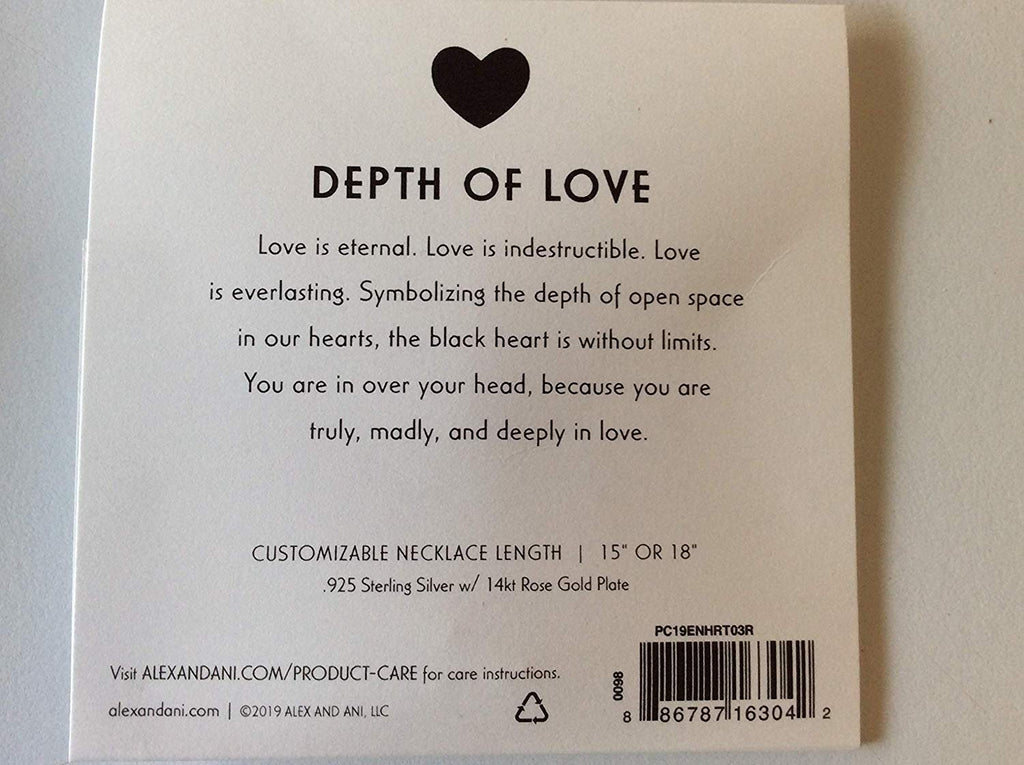 DEPTH OF LOVE
Love is eternal. Love is indestructible. Love
is everlasting. Symbolizing the depth of open space
in our hearts, the black heart is without limits.
You are in over your head, because you are
truly, madly, and deeply in love.
CUSTOMIZABLE NECKLACE LENGTH | 15" OR 18"
.925 Sterling Silver w/ 14kt Rose Gold Plate
Visit ALEXANDANI.COM/PRODUCT-CARE for care instructions.
alexandani.com | ©2019 ALEX AND ANI, LLC
PC19ENHRT03R
0098
8 86787 16304 2